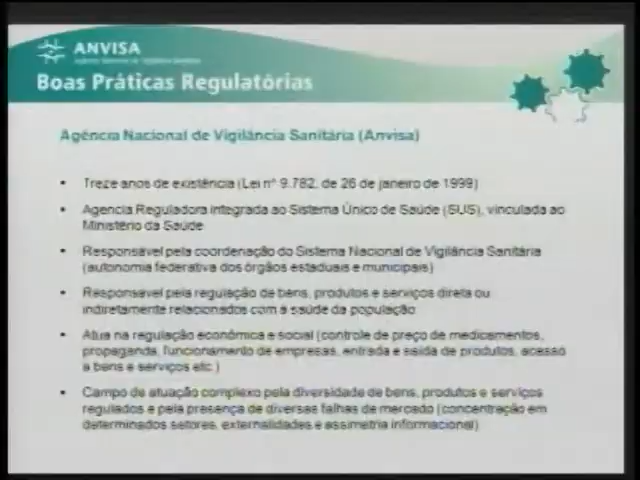 ANVISA
Agência Nacional de Vigilância Sanitária
Boas Práticas Regulatórias
Agência Nacional de Vigilância Sanitária (Anvisa)
• Treze anos de existência (Lei nº 9.782, de 26 de janeiro de 1999)
• Agencia Reguladora integrada ao Sistema Único de Saúde (SUS), vinculada ao
Ministério da Saúde
• Responsável pela coordenação do Sistema Nacional de Vigilância Sanitária
(autonomia federativa dos órgãos estaduais e municipais)
• Responsável pela regulação de bens, produtos e serviços direta ou
indiretamente relacionados com a saúde da população
• Atua na regulação econômica e social (controle de preço de medicamentos,
propaganda, funcionamento de empresas, entrada e saída de produtos, acesso
a bens e serviços etc.)
• Campo de atuação complexo pela diversidade de bens, produtos e serviços
regulados e pela presença de diversas falhas de mercado (concentração em
determinados setores, externalidades e assimetria informacional)